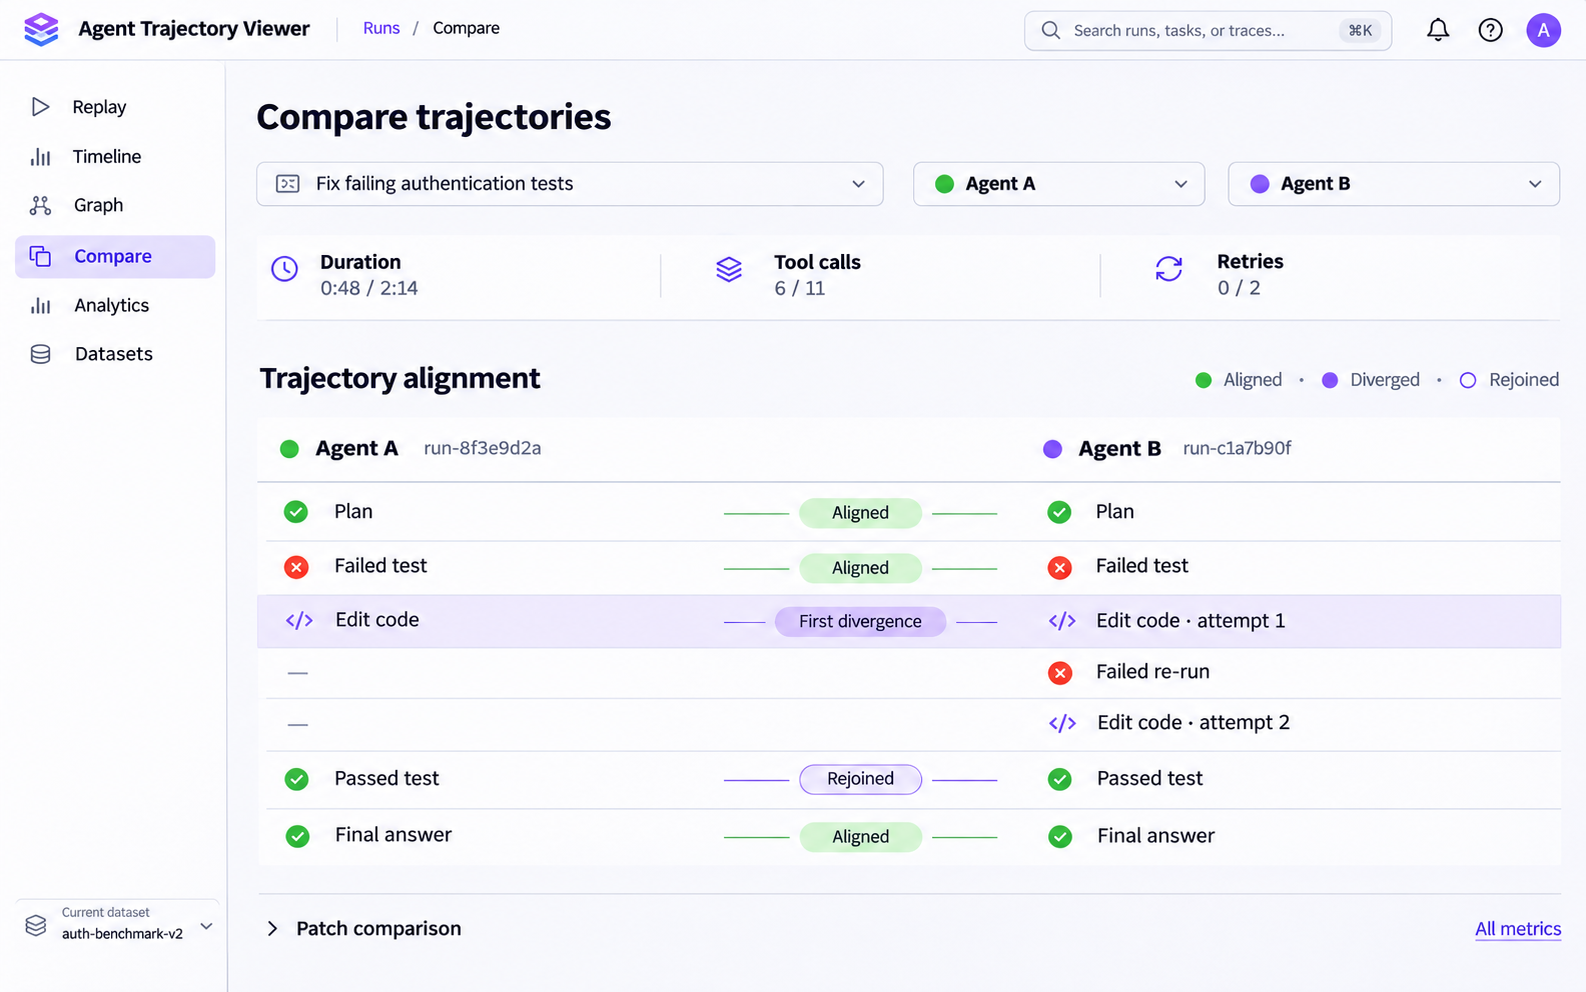 Agent Trajectory Viewer
Runs / Compare
Search runs, tasks, or traces...
⌘K
A
Replay
Timeline
Graph
Compare
Analytics
Datasets
Current dataset
auth-benchmark-v2
Compare trajectories
Fix failing authentication tests
Agent A
Agent B
Duration
0:48 / 2:14
Tool calls
6 / 11
Retries
0 / 2
Trajectory alignment
Aligned • Diverged • Rejoined
Agent A run-8f3e9d2a
Agent B run-c1a7b90f
Plan Aligned Plan
Failed test Aligned Failed test
Edit code First divergence Edit code · attempt 1
— Failed re-run
— Edit code · attempt 2
Passed test Rejoined Passed test
Final answer Aligned Final answer
Patch comparison
All metrics